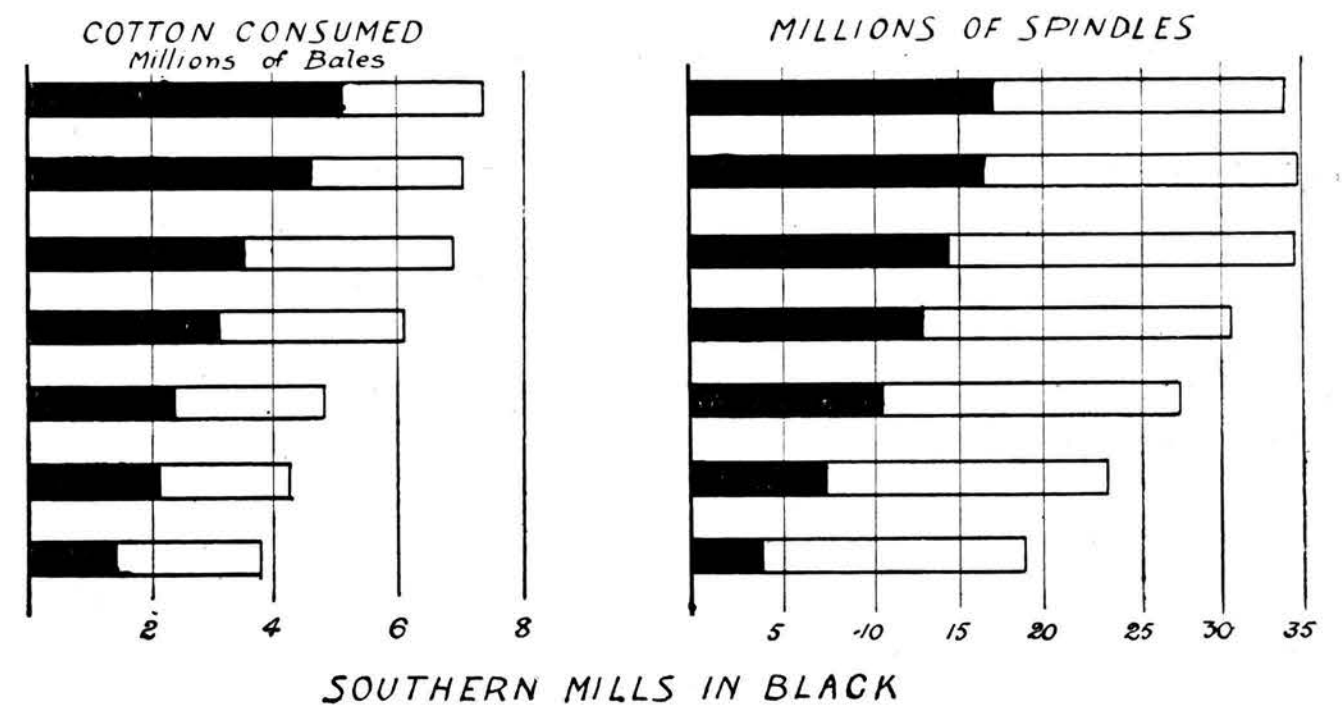 COTTON CONSUMED
Millions of Bales
2 4 6 8
MILLIONS OF SPINDLES
5 10 15 20 25 30 35
SOUTHERN MILLS IN BLACK